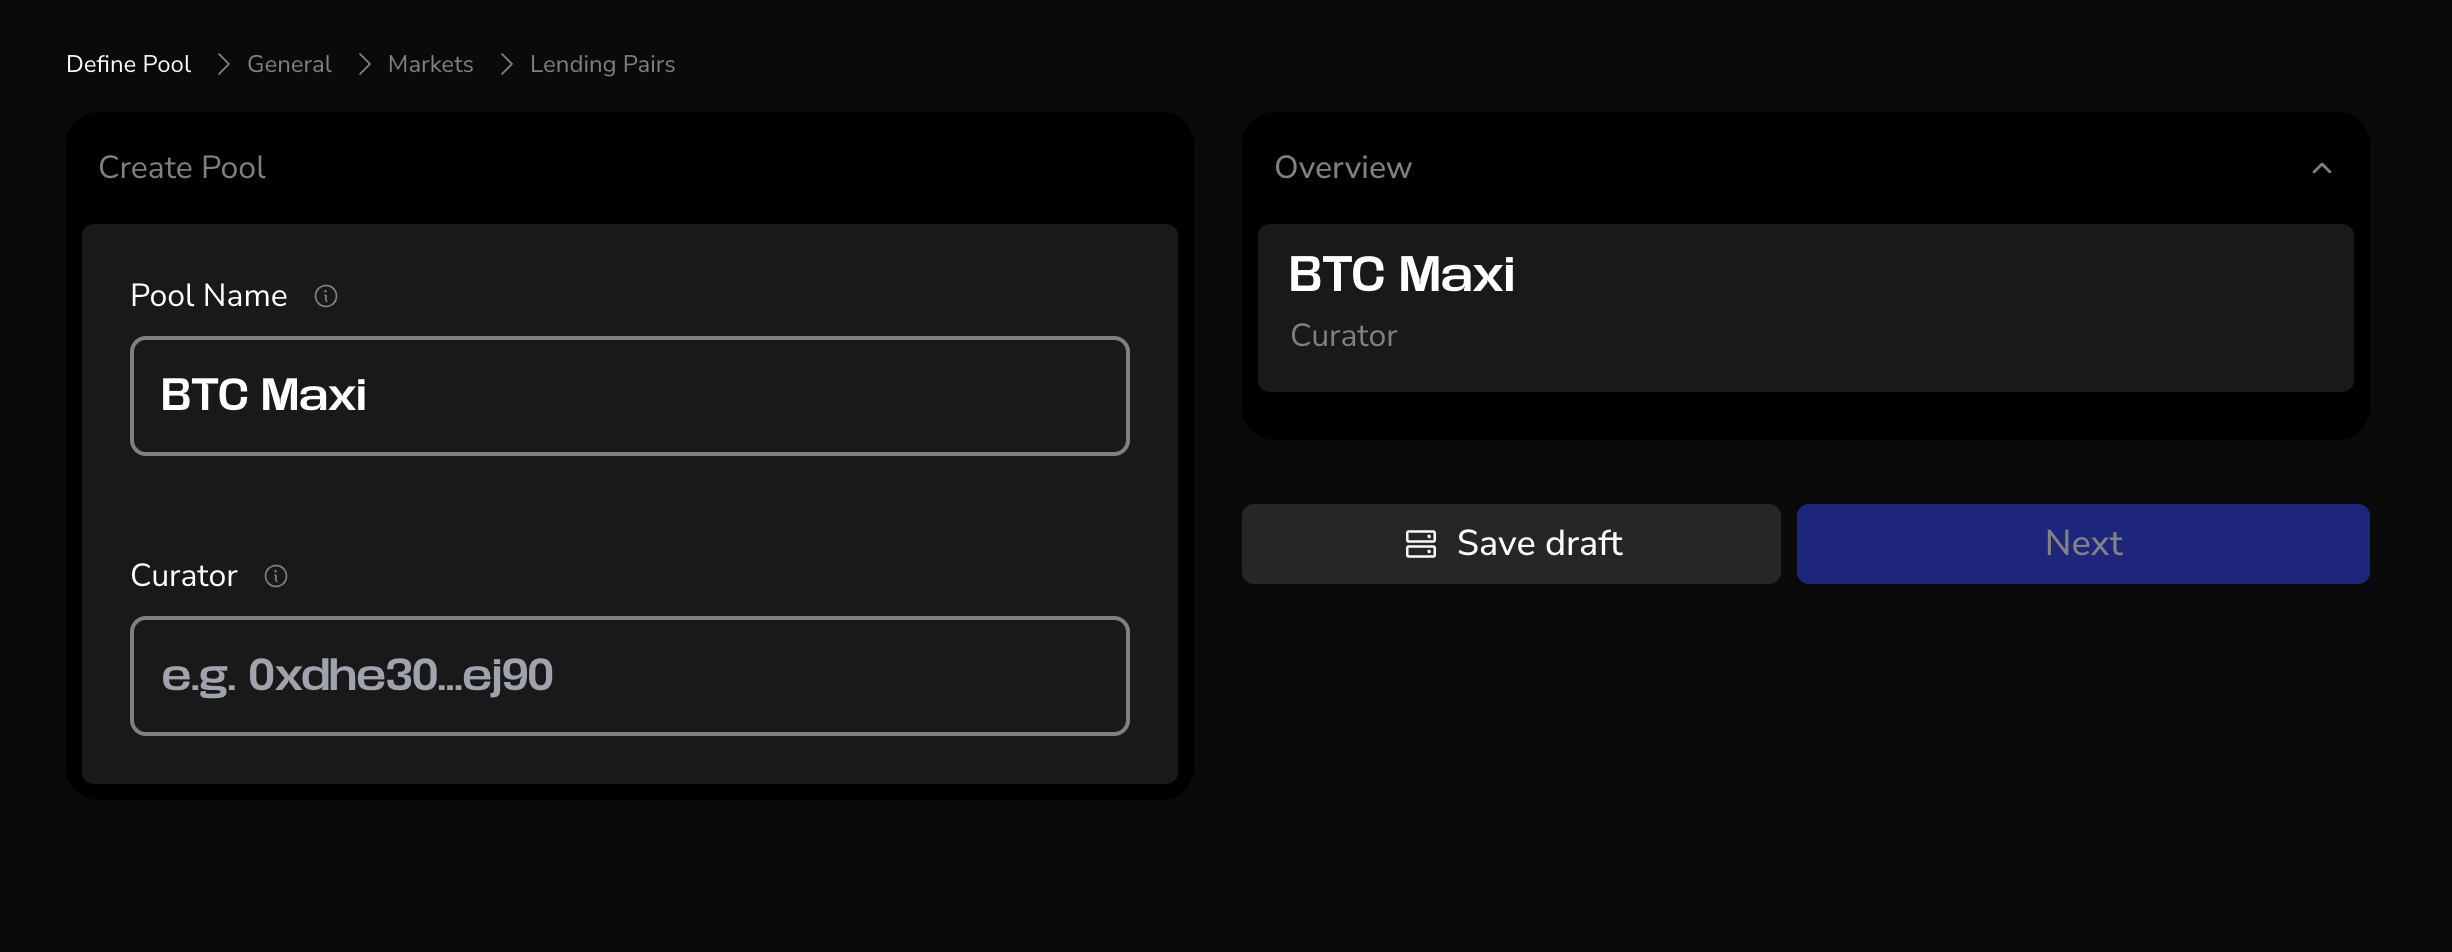 Define Pool General Markets Lending Pairs
Create Pool
Pool Name
BTC Maxi
Curator
e.g. 0xdhe30...ej90
Overview
BTC Maxi
Curator
Save draft
Next